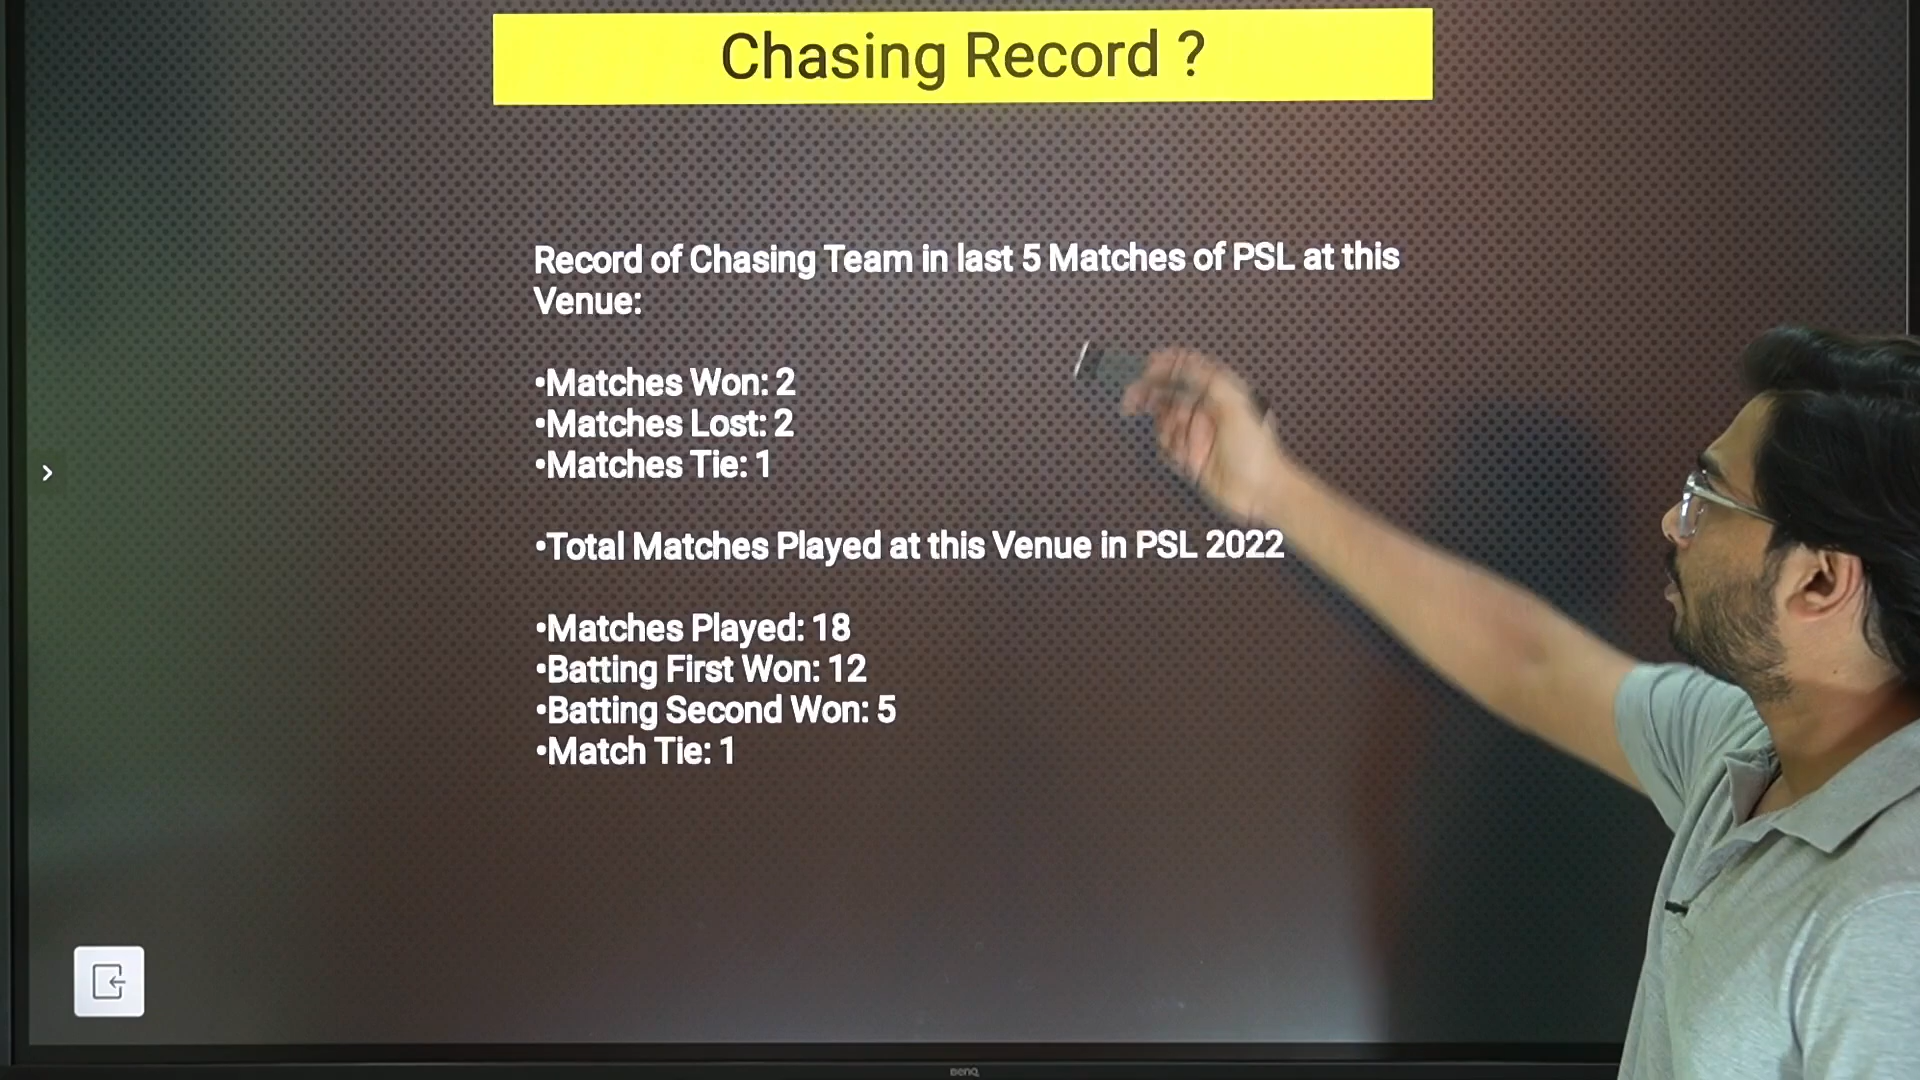 Chasing Record ?
Record of Chasing Team in last 5 Matches of PSL at this
Venue:
•Matches Won: 2
•Matches Lost: 2
•Matches Tie: 1
•Total Matches Played at this Venue in PSL 2022
•Matches Played: 18
•Batting First Won: 12
•Batting Second Won: 5
•Match Tie: 1
BenQ